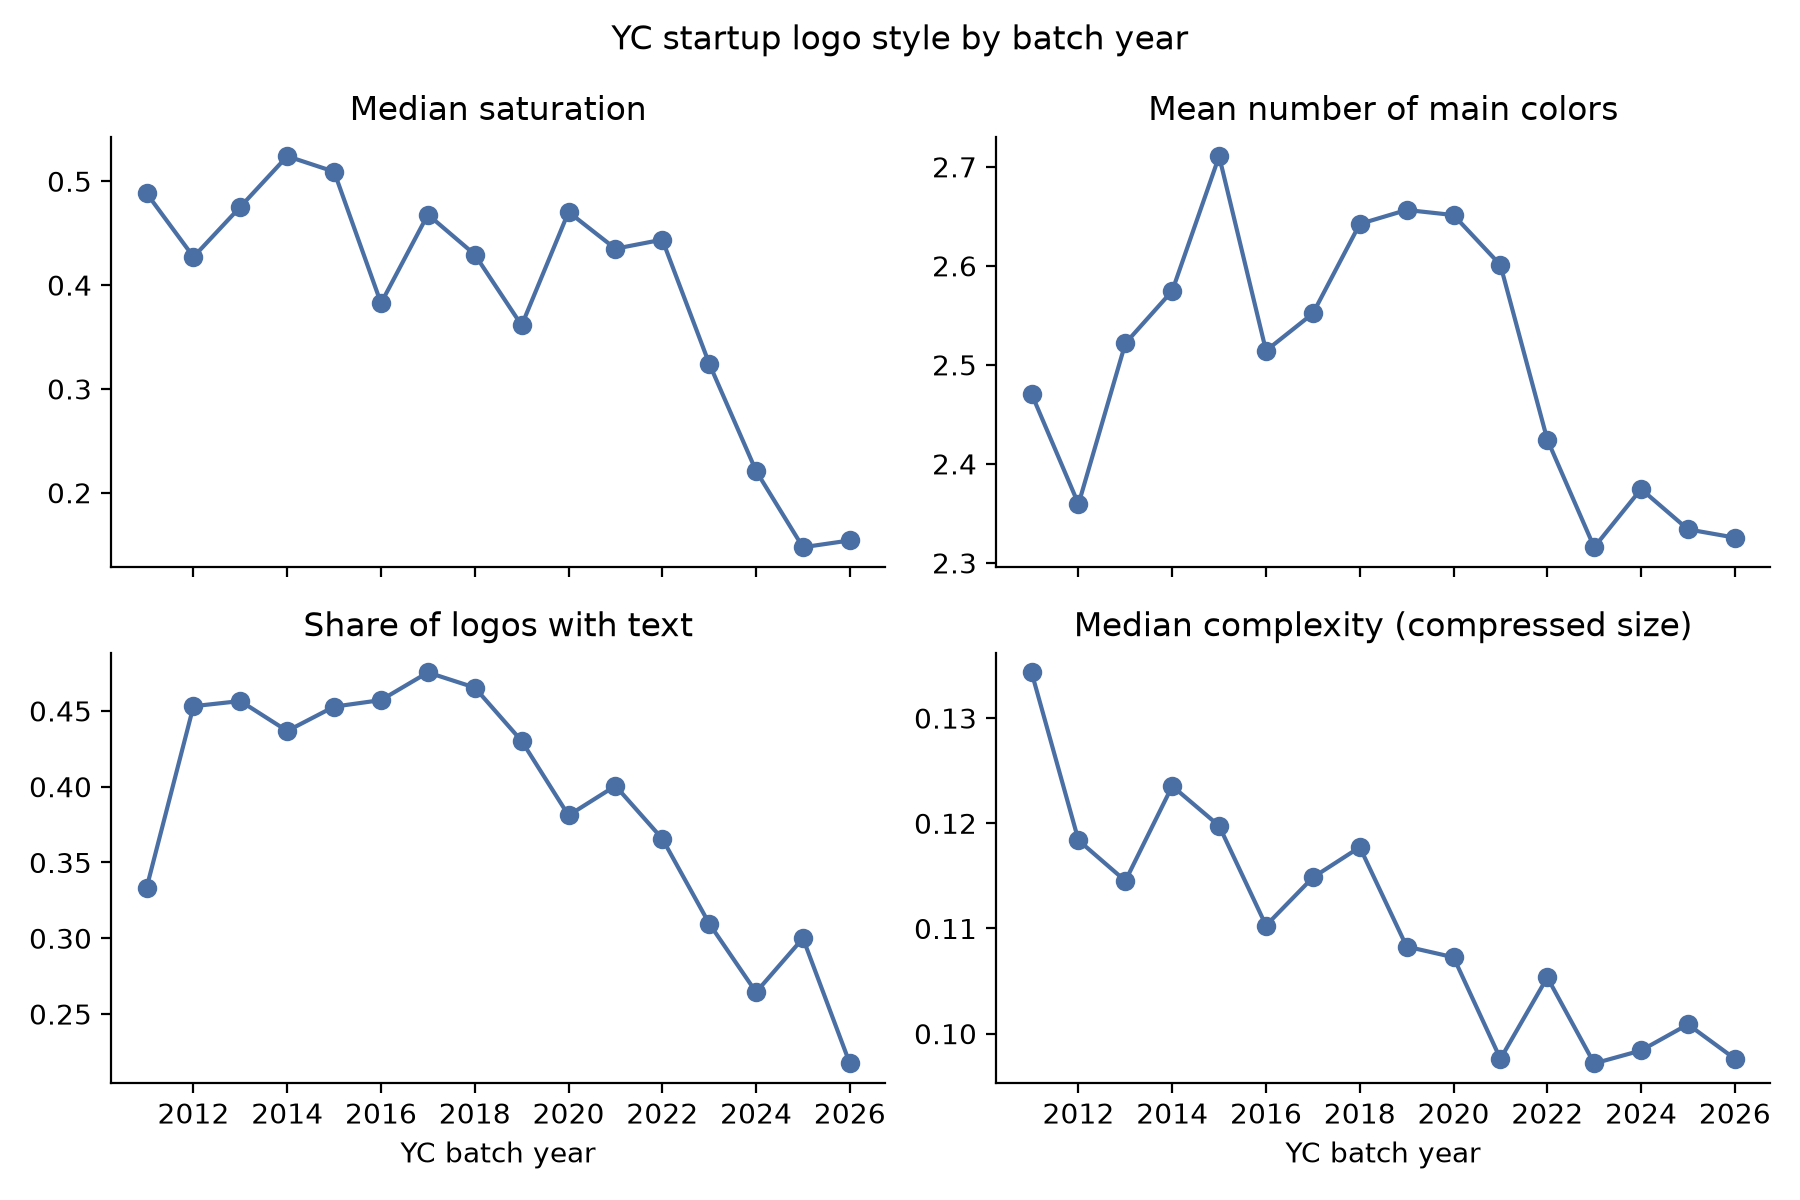 YC startup logo style by batch year
Median saturation
0.5
0.4
0.3
0.2
Mean number of main colors
2.7
2.6
2.5
2.4
2.3
Share of logos with text
0.45
0.40
0.35
0.30
0.25
2012 2014 2016 2018 2020 2022 2024 2026
YC batch year
Median complexity (compressed size)
0.13
0.12
0.11
0.10
2012 2014 2016 2018 2020 2022 2024 2026
YC batch year